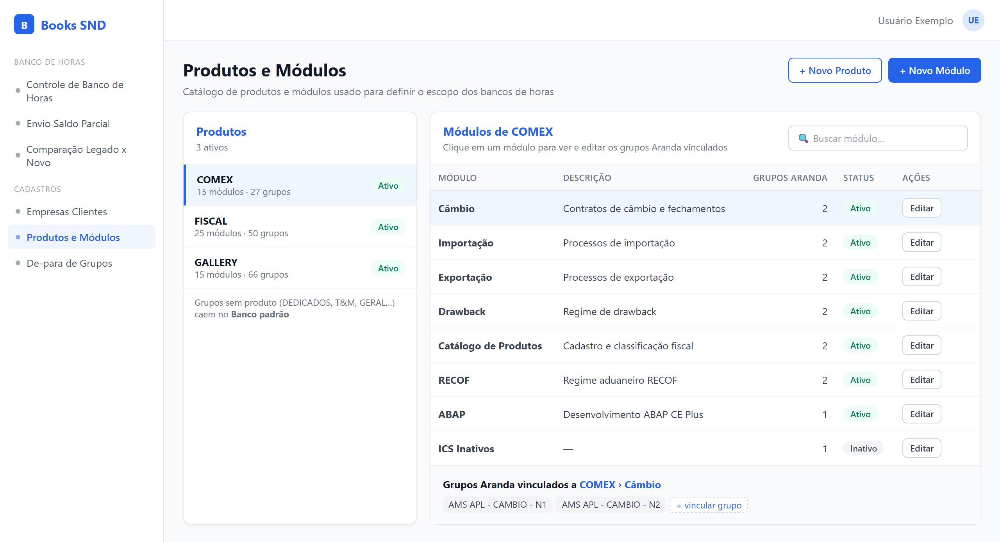 B Books SND
Usuário Exemplo UE
BANCO DE HORAS
Controle de Banco de
Horas
Envio Saldo Parcial
Comparação Legado x
Novo
CADASTROS
Empresas Clientes
Produtos e Módulos
De-para de Grupos
Produtos e Módulos
Catálogo de produtos e módulos usado para definir o escopo dos bancos de horas
+ Novo Produto
+ Novo Módulo
Produtos
3 ativos
COMEX
15 módulos · 27 grupos
Ativo
FISCAL
25 módulos · 50 grupos
Ativo
GALLERY
15 módulos · 66 grupos
Ativo
Grupos sem produto (DEDICADOS, T&M, GERAL...)
caem no Banco padrão
Módulos de COMEX
Clique em um módulo para ver e editar os grupos Aranda vinculados
Buscar módulo...
MÓDULO DESCRIÇÃO GRUPOS ARANDA STATUS AÇÕES
Câmbio Contratos de câmbio e fechamentos 2 Ativo Editar
Importação Processos de importação 2 Ativo Editar
Exportação Processos de exportação 2 Ativo Editar
Drawback Regime de drawback 2 Ativo Editar
Catálogo de Produtos Cadastro e classificação fiscal 2 Ativo Editar
RECOF Regime aduaneiro RECOF 2 Ativo Editar
ABAP Desenvolvimento ABAP CE Plus 1 Ativo Editar
ICS Inativos — 1 Inativo Editar
Grupos Aranda vinculados a COMEX › Câmbio
AMS APL - CAMBIO - N1 AMS APL - CAMBIO - N2 + vincular grupo